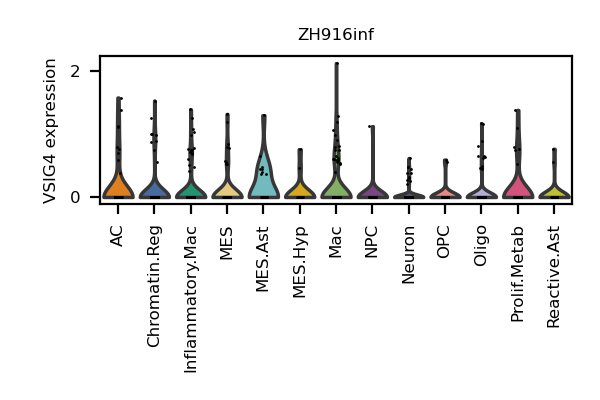 ZH916inf
VSIG4 expression
2
0
AC
Chromatin.Reg
Inflammatory.Mac
MES
MES.Ast
MES.Hyp
Mac
NPC
Neuron
OPC
Oligo
Prolif.Metab
Reactive.Ast